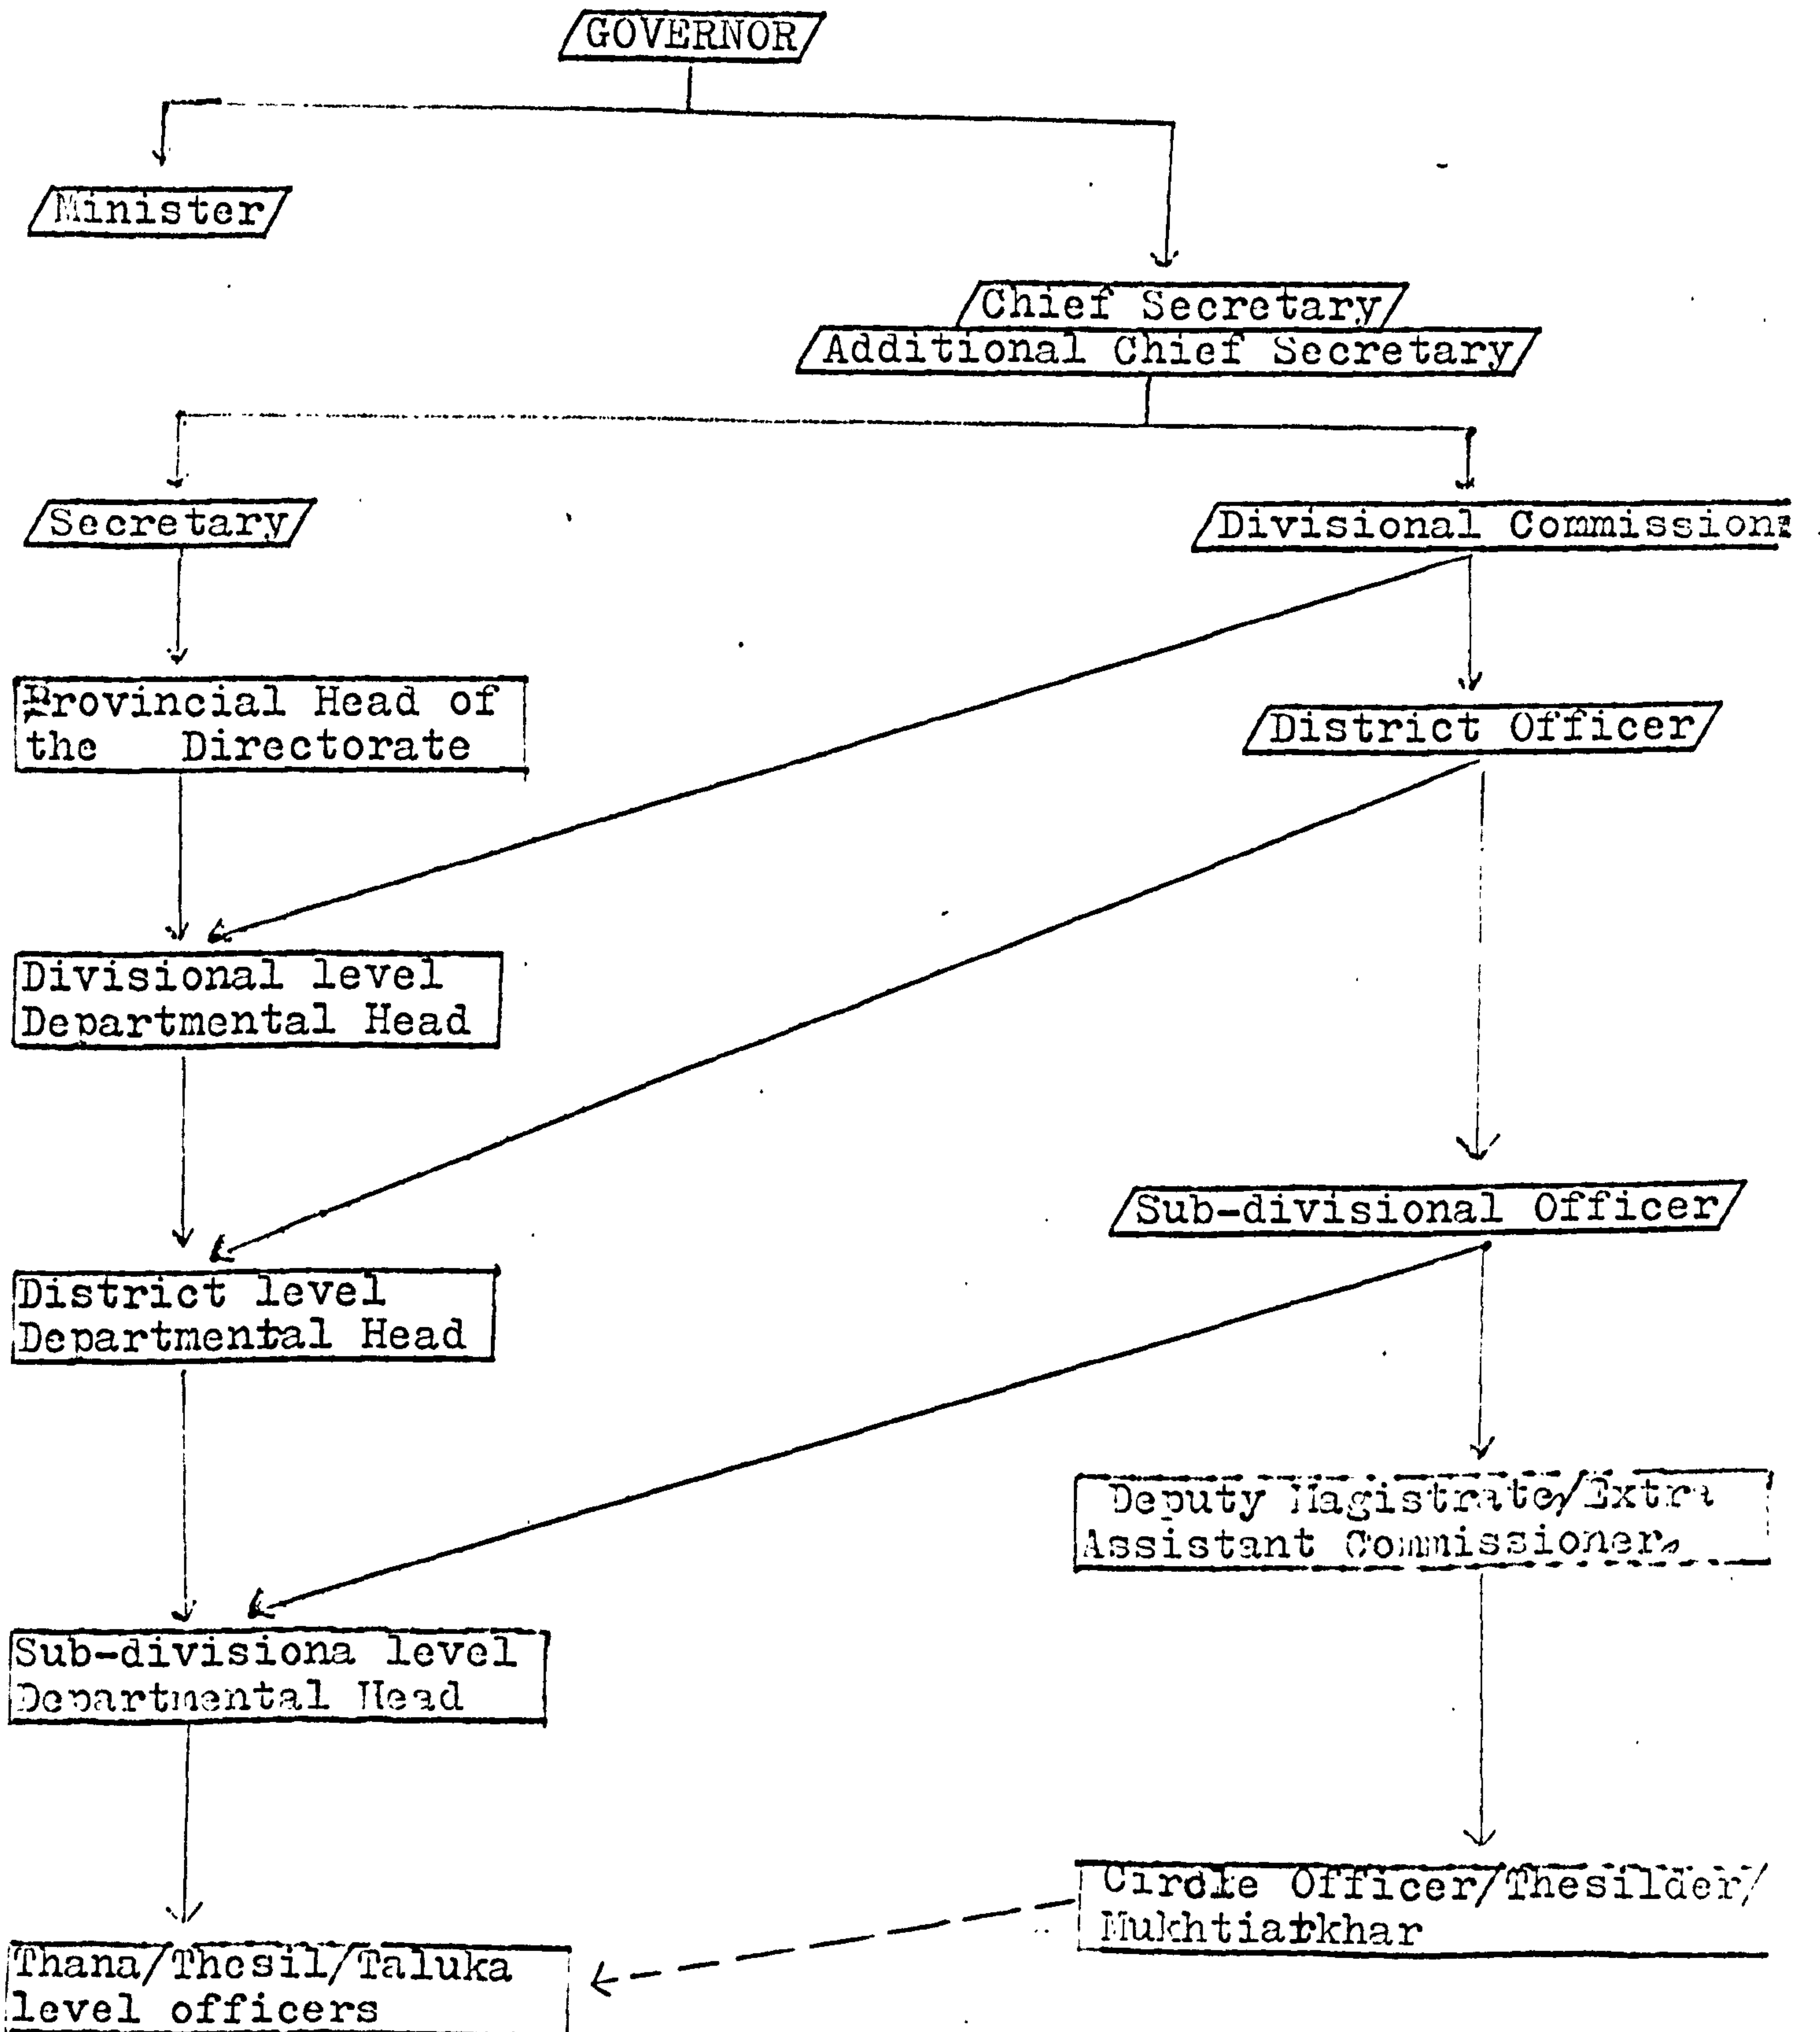 GOVERNOR
Minister
Chief Secretary
Additional Chief Secretary
Secretary
Divisional Commission
Provincial Head of
the Directorate
District Officer
Divisional level
Departmental Head
Sub-divisional Officer
District level
Departmental Head
Deputy Magistrate/Extra
Assistant Commissioner
Sub-divisiona level
Departmental Head
Circle Officer/Thesilder/
Mukhtiarkhar
Thana/Thesil/Taluka
level officers